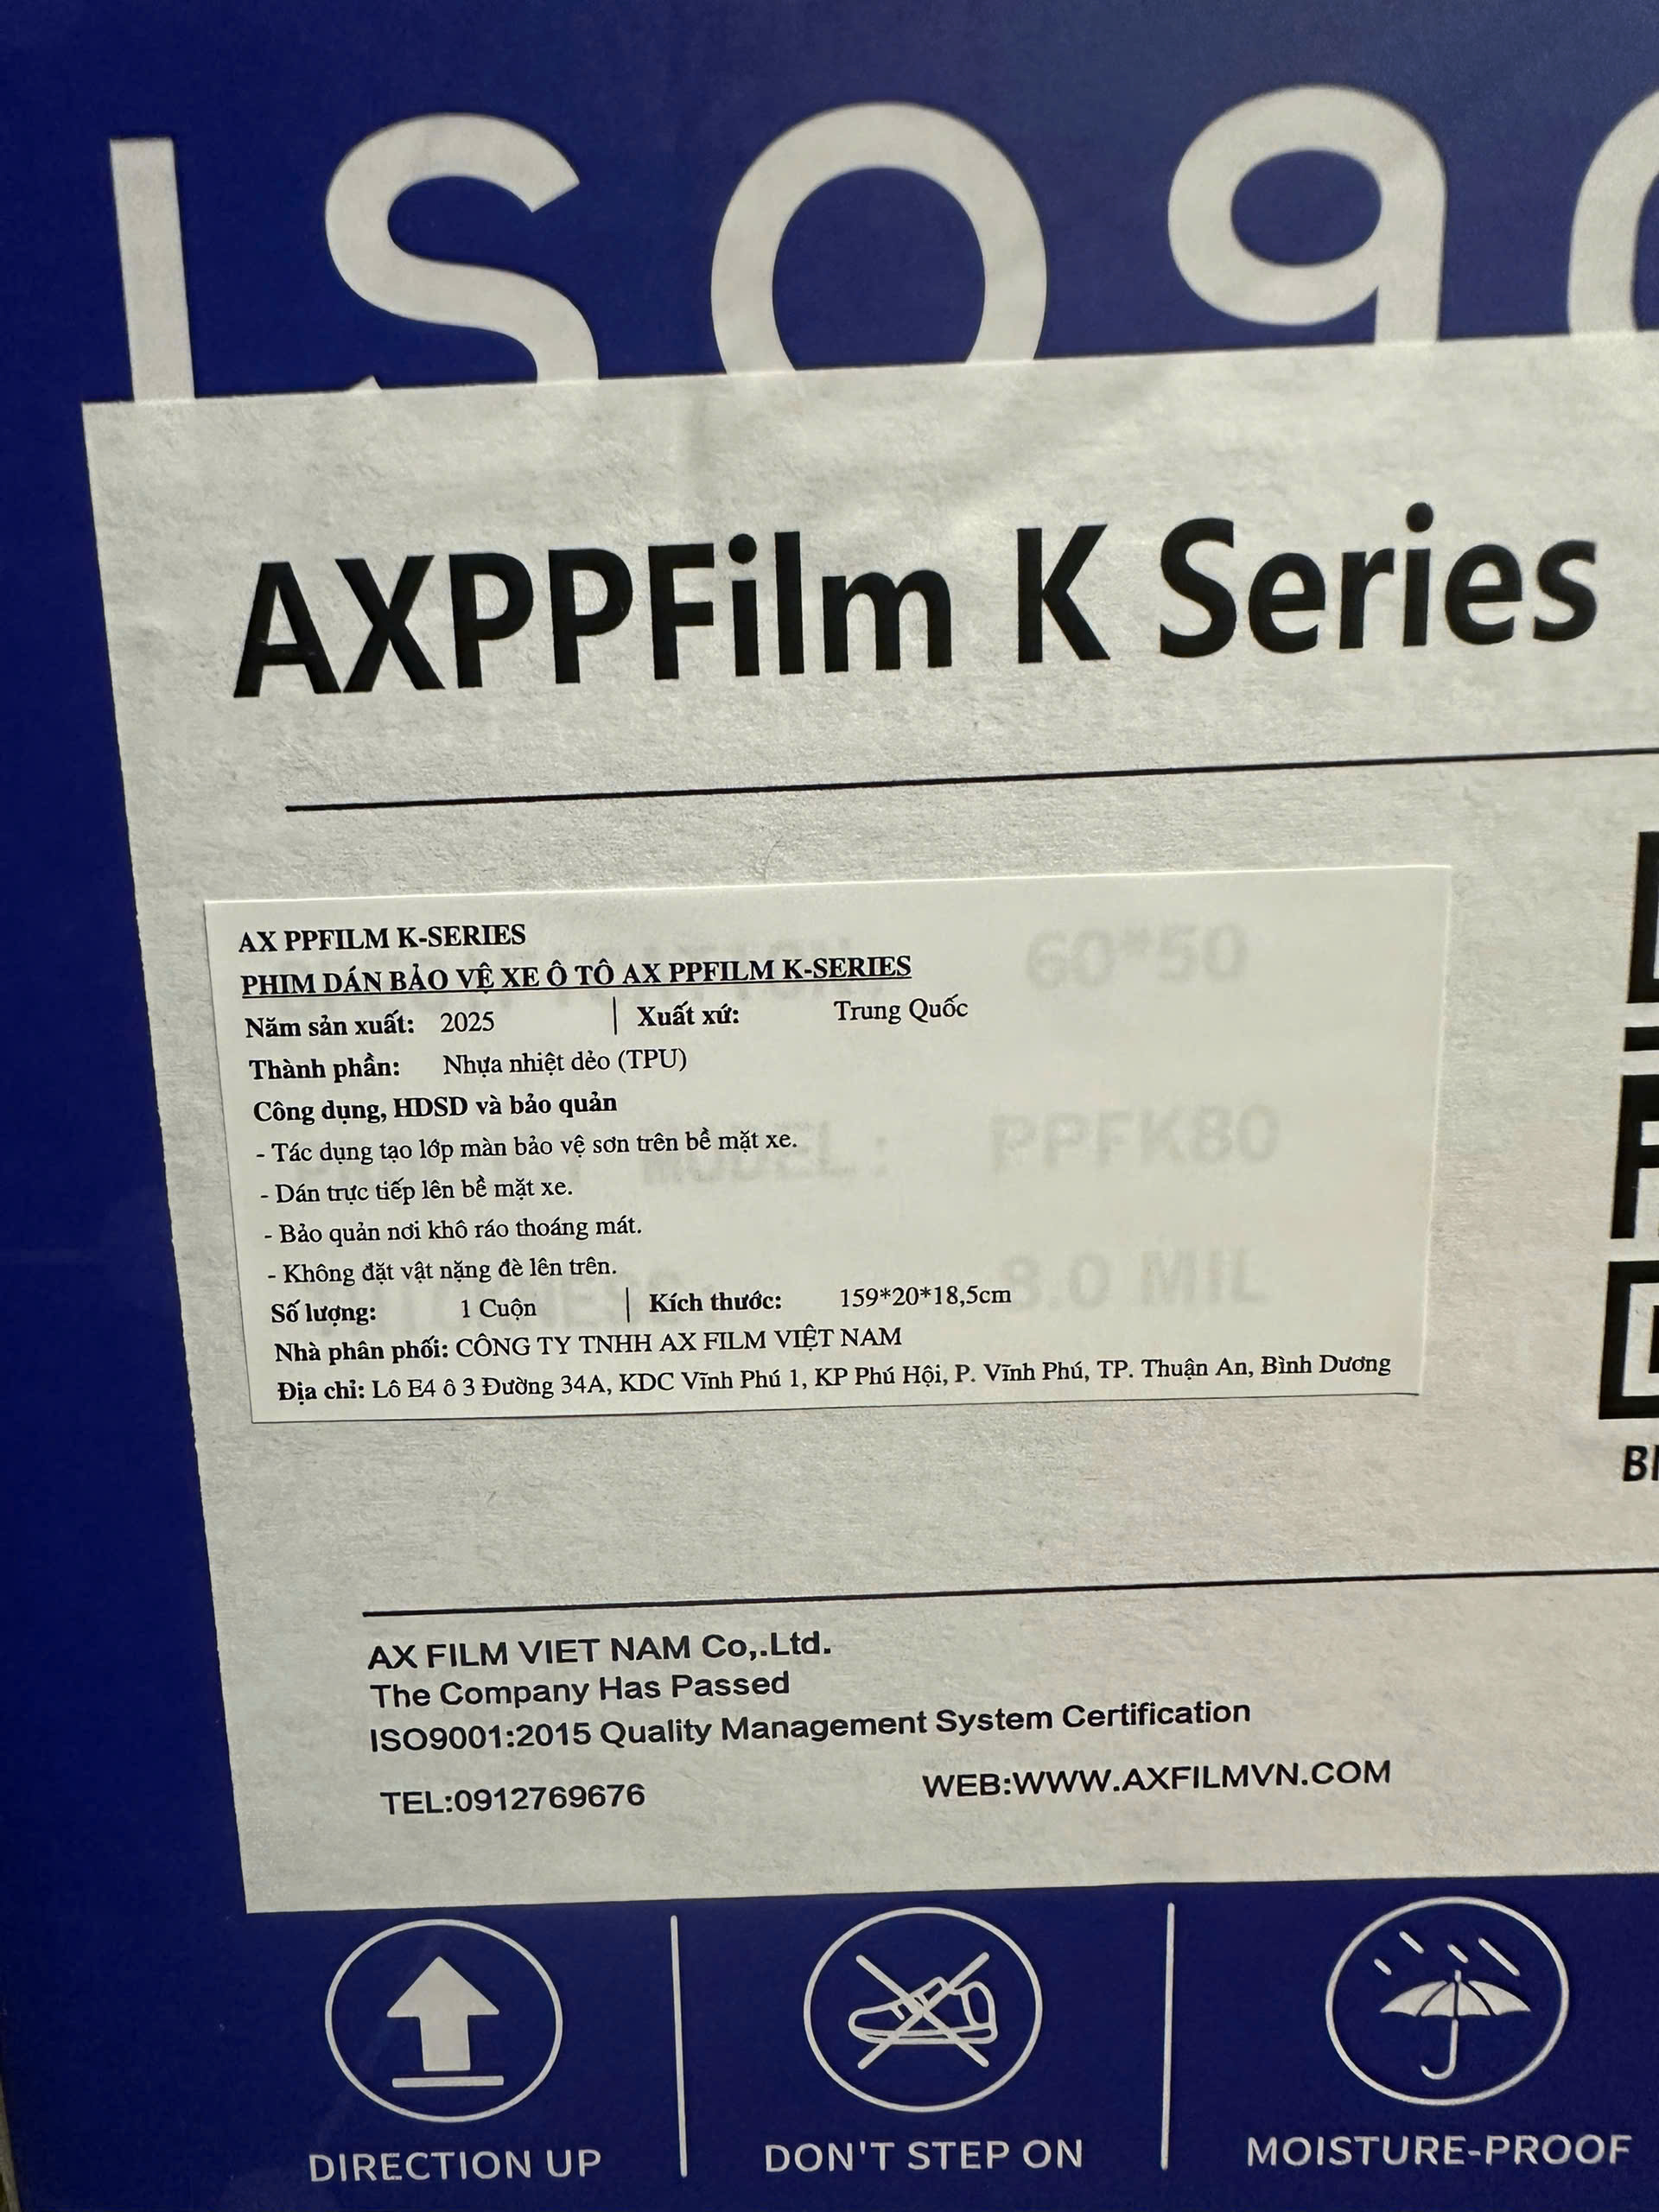 ISO9
AXPPFilm K Series
AX PPFILM K-SERIES
PHIM DÁN BẢO VỆ XE Ô TÔ AX PPFILM K-SERIES
60*50
Năm sản xuất: 2025 | Xuất xứ: Trung Quốc
Thành phần: Nhựa nhiệt dẻo (TPU)
Công dụng, HDSD và bảo quản
- Tác dụng tạo lớp màn bảo vệ sơn trên bề mặt xe.
MODEL: PPFK80
- Dán trực tiếp lên bề mặt xe.
- Bảo quản nơi khô ráo thoáng mát.
- Không đặt vật nặng đè lên trên.
8.0 MIL
Số lượng: 1 Cuộn | Kích thước: 159*20*18,5cm
Nhà phân phối: CÔNG TY TNHH AX FILM VIỆT NAM
Địa chỉ: Lô E4 ô 3 Đường 34A, KDC Vĩnh Phú 1, KP Phú Hội, P. Vĩnh Phú, TP. Thuận An, Bình Dương
AX FILM VIET NAM Co,.Ltd.
The Company Has Passed
ISO9001:2015 Quality Management System Certification
TEL:0912769676 WEB:WWW.AXFILMVN.COM
DIRECTION UP
DON'T STEP ON
MOISTURE-PROOF